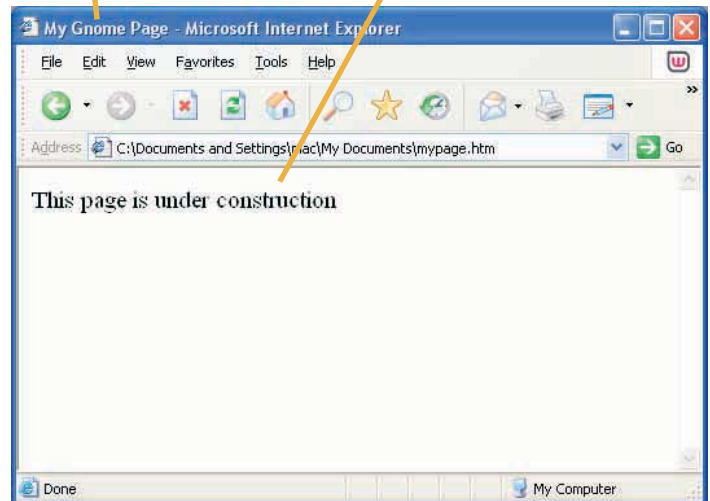 My Gnome Page - Microsoft Internet Explorer
File Edit View Favorites Tools Help
Address C:\Documents and Settings\mac\My Documents\mypage.htm Go
This page is under construction
Done My Computer